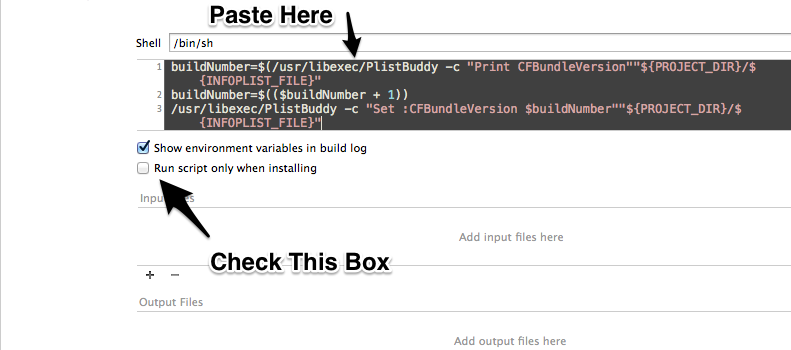 Paste Here
Shell /bin/sh
1 buildNumber=$(/usr/libexec/PlistBuddy -c "Print CFBundleVersion""${PROJECT_DIR}/$
{INFOPLIST_FILE}"
2 buildNumber=$(($buildNumber + 1))
3 /usr/libexec/PlistBuddy -c "Set :CFBundleVersion $buildNumber""${PROJECT_DIR}/$
{INFOPLIST_FILE}"
Show environment variables in build log
Run script only when installing
Add input files here
Check This Box
+ −
Output Files
Add output files here